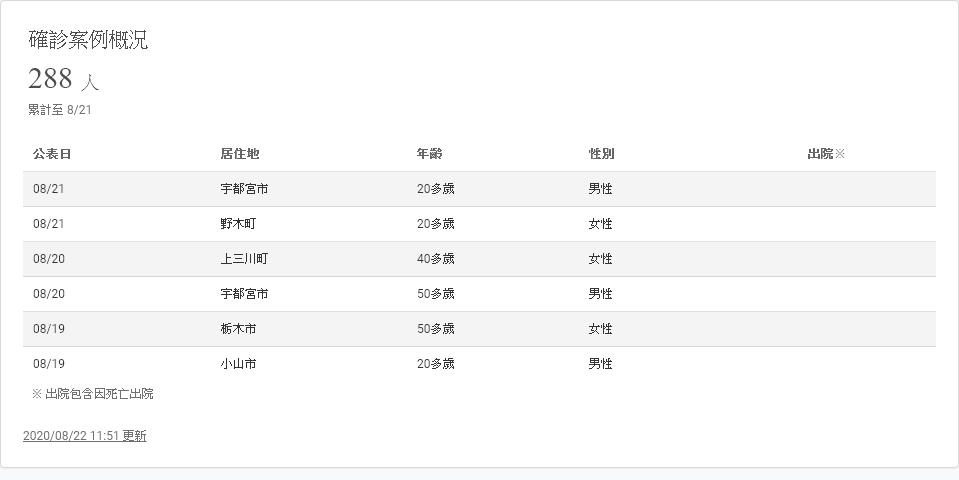 確診案例概況
288 人
累計至 8/21
公表日 居住地 年齡 性別 出院※
08/21 宇都宮市 20多歲 男性
08/21 野木町 20多歲 女性
08/20 上三川町 40多歲 女性
08/20 宇都宮市 50多歲 男性
08/19 栃木市 50多歲 女性
08/19 小山市 20多歲 男性
※ 出院包含因死亡出院
2020/08/22 11:51 更新